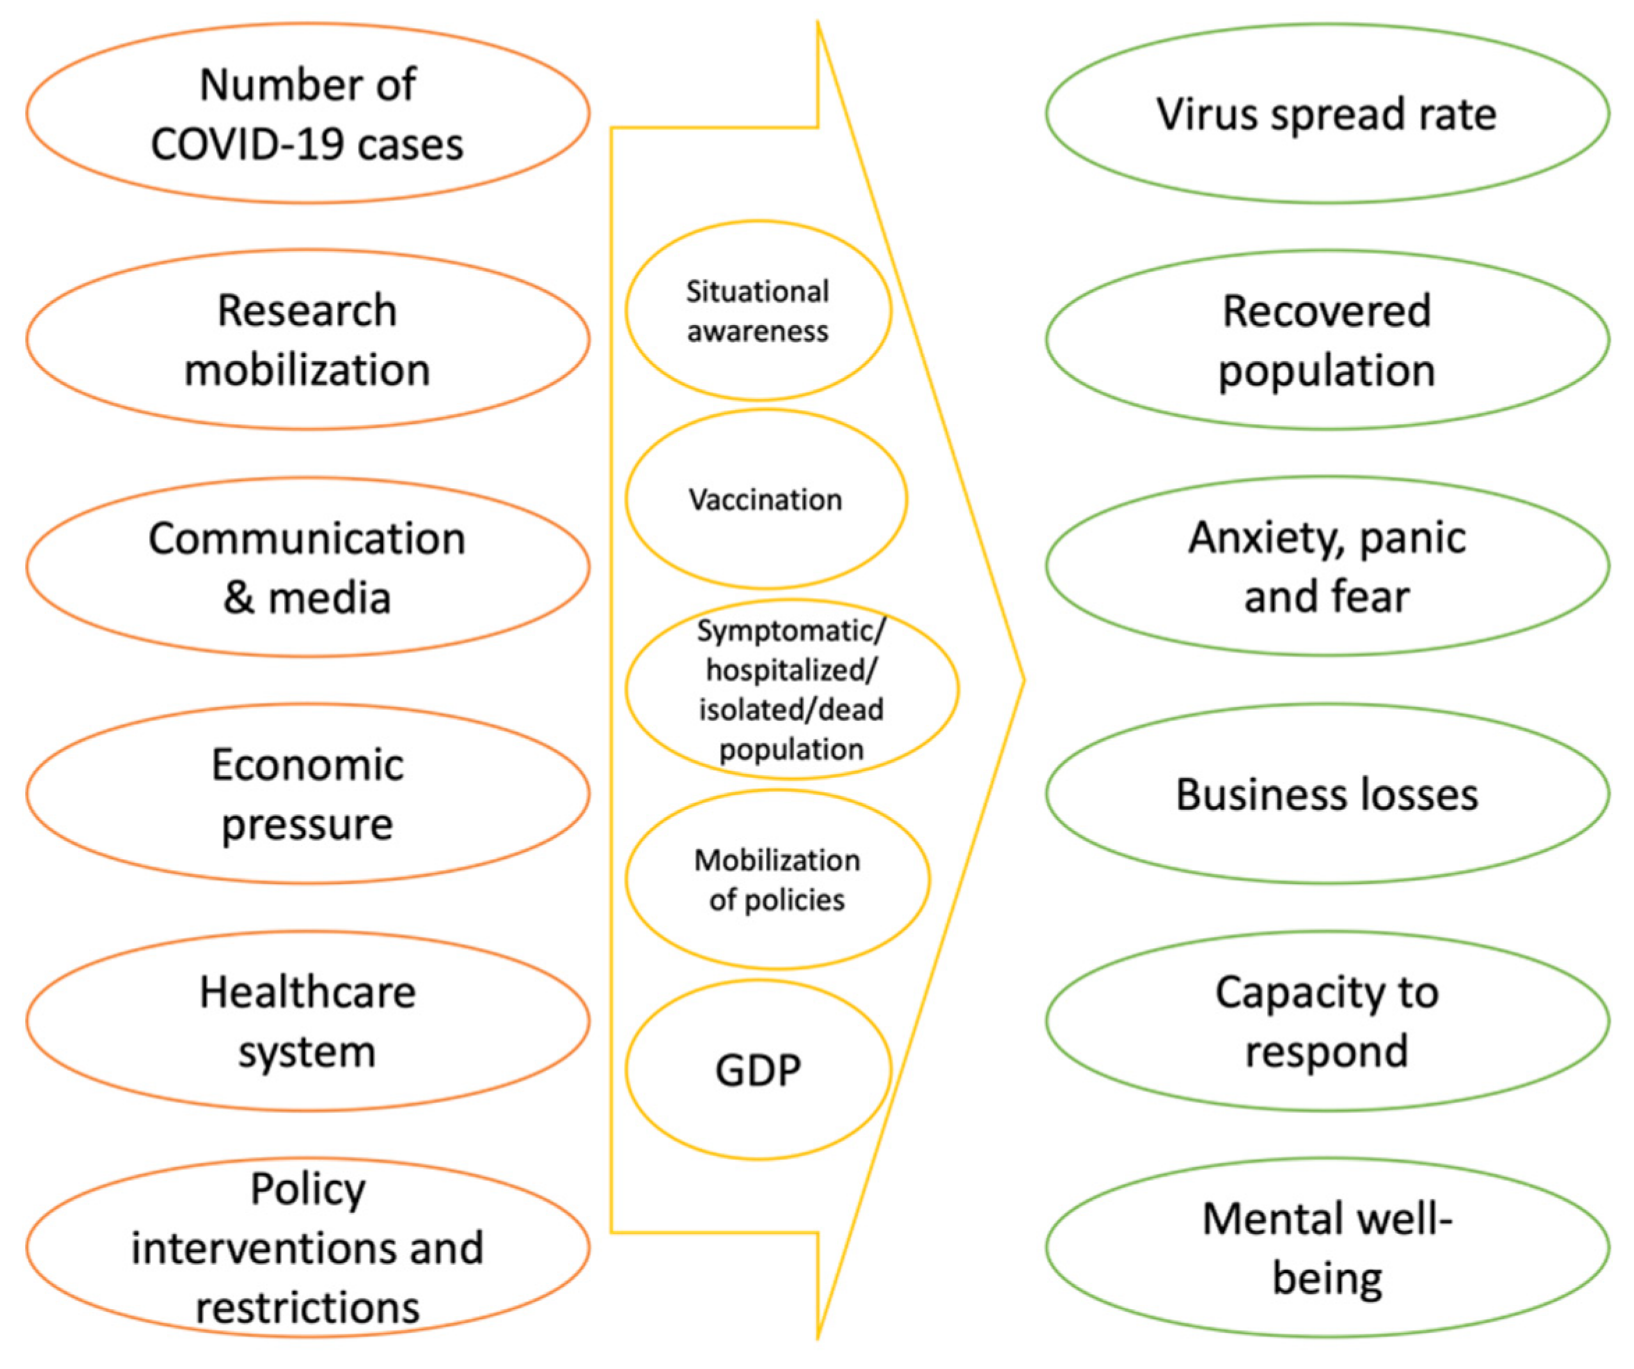 Number of
COVID-19 cases
Research
mobilization
Communication
& media
Economic
pressure
Healthcare
system
Policy
interventions and
restrictions
Situational
awareness
Vaccination
Symptomatic/
hospitalized/
isolated/dead
population
Mobilization
of policies
GDP
Virus spread rate
Recovered
population
Anxiety, panic
and fear
Business losses
Capacity to
respond
Mental well-
being